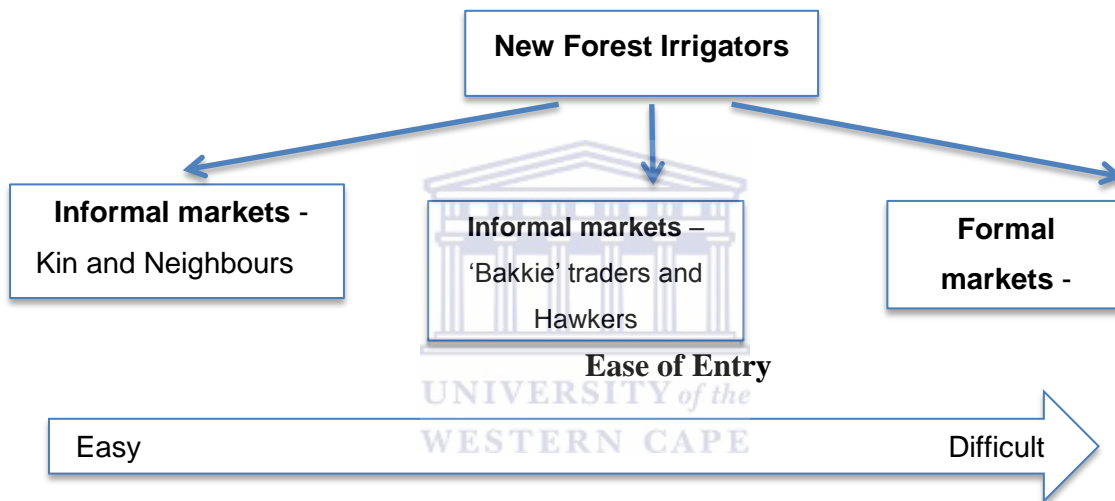 New Forest Irrigators
Informal markets -
Kin and Neighbours
Informal markets –
‘Bakkie’ traders and
Hawkers
Formal
markets -
Ease of Entry
UNIVERSITY of the
WESTERN CAPE
Easy
Difficult